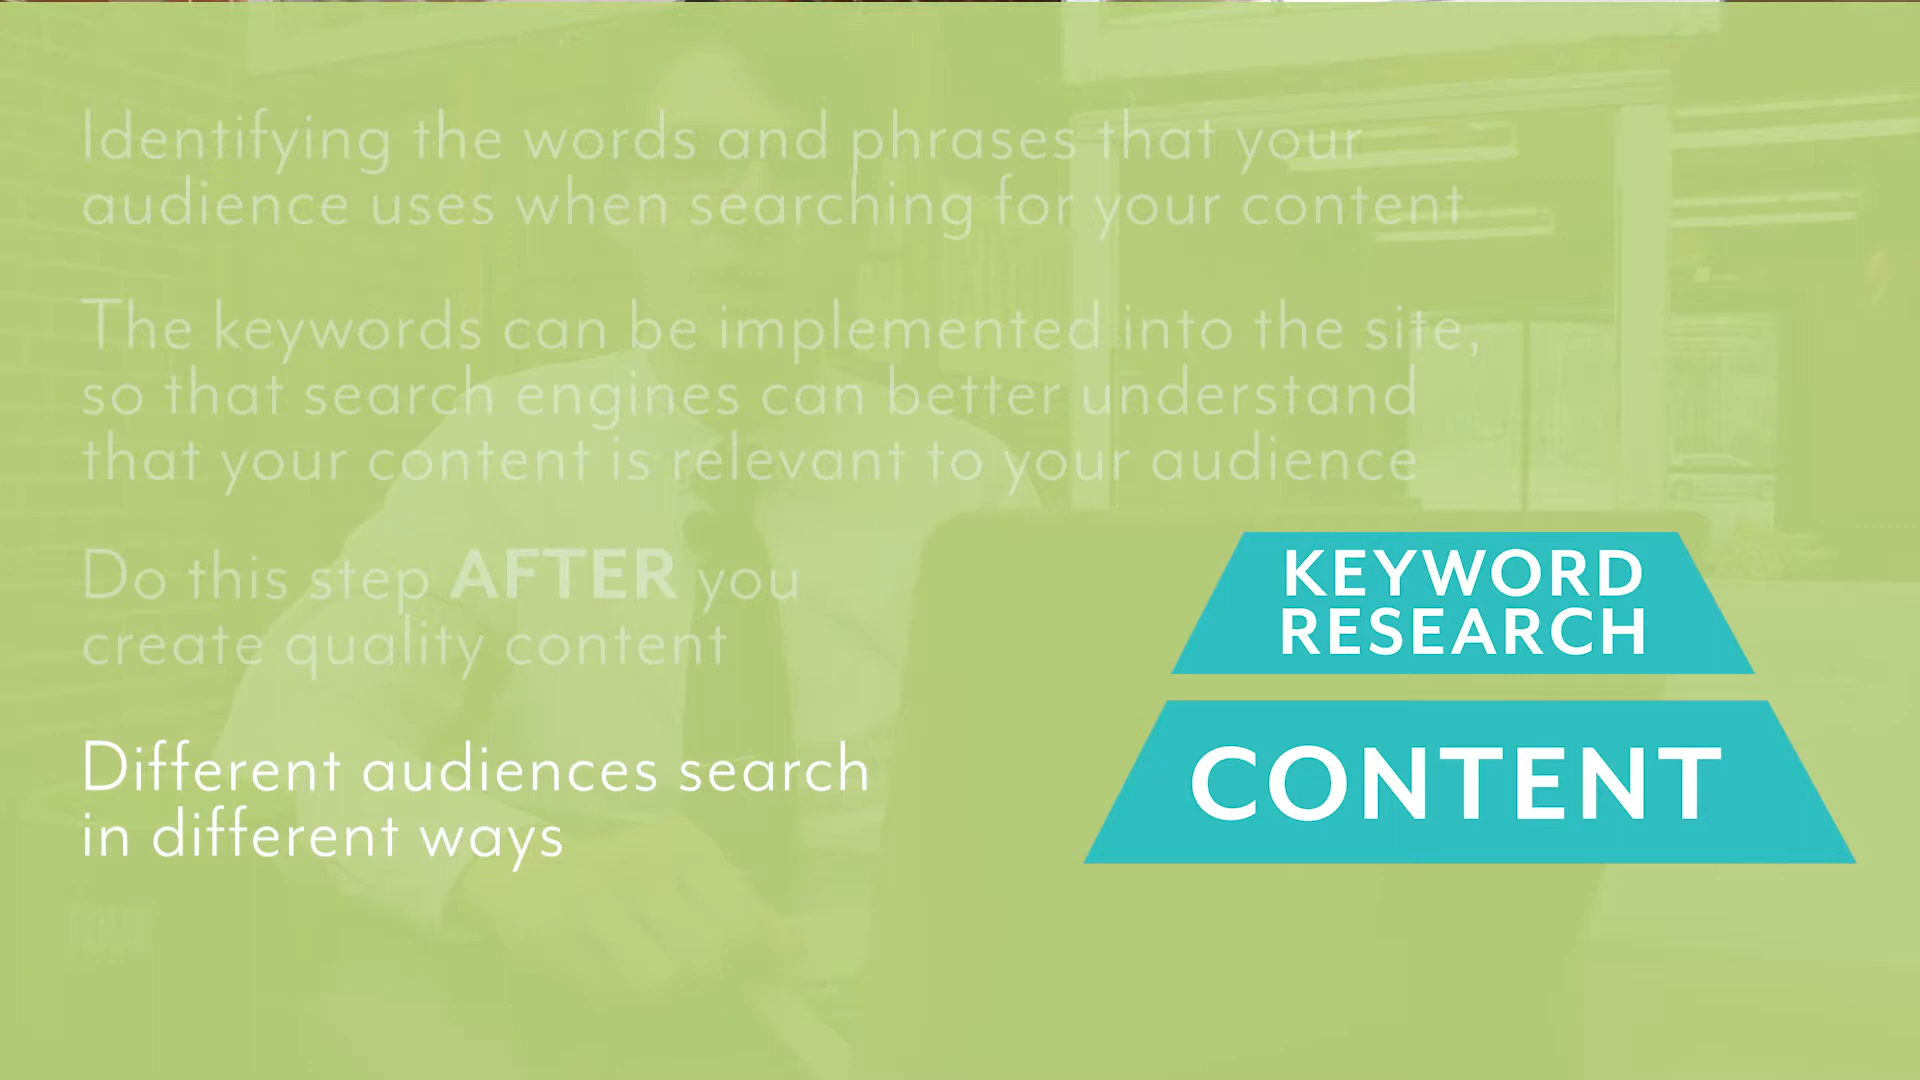 Identifying the words and phrases that your
audience uses when searching for your content
The keywords can be implemented into the site,
so that search engines can better understand
that your content is relevant to your audience
Do this step AFTER you
create quality content
Different audiences search
in different ways
KEYWORD
RESEARCH
CONTENT